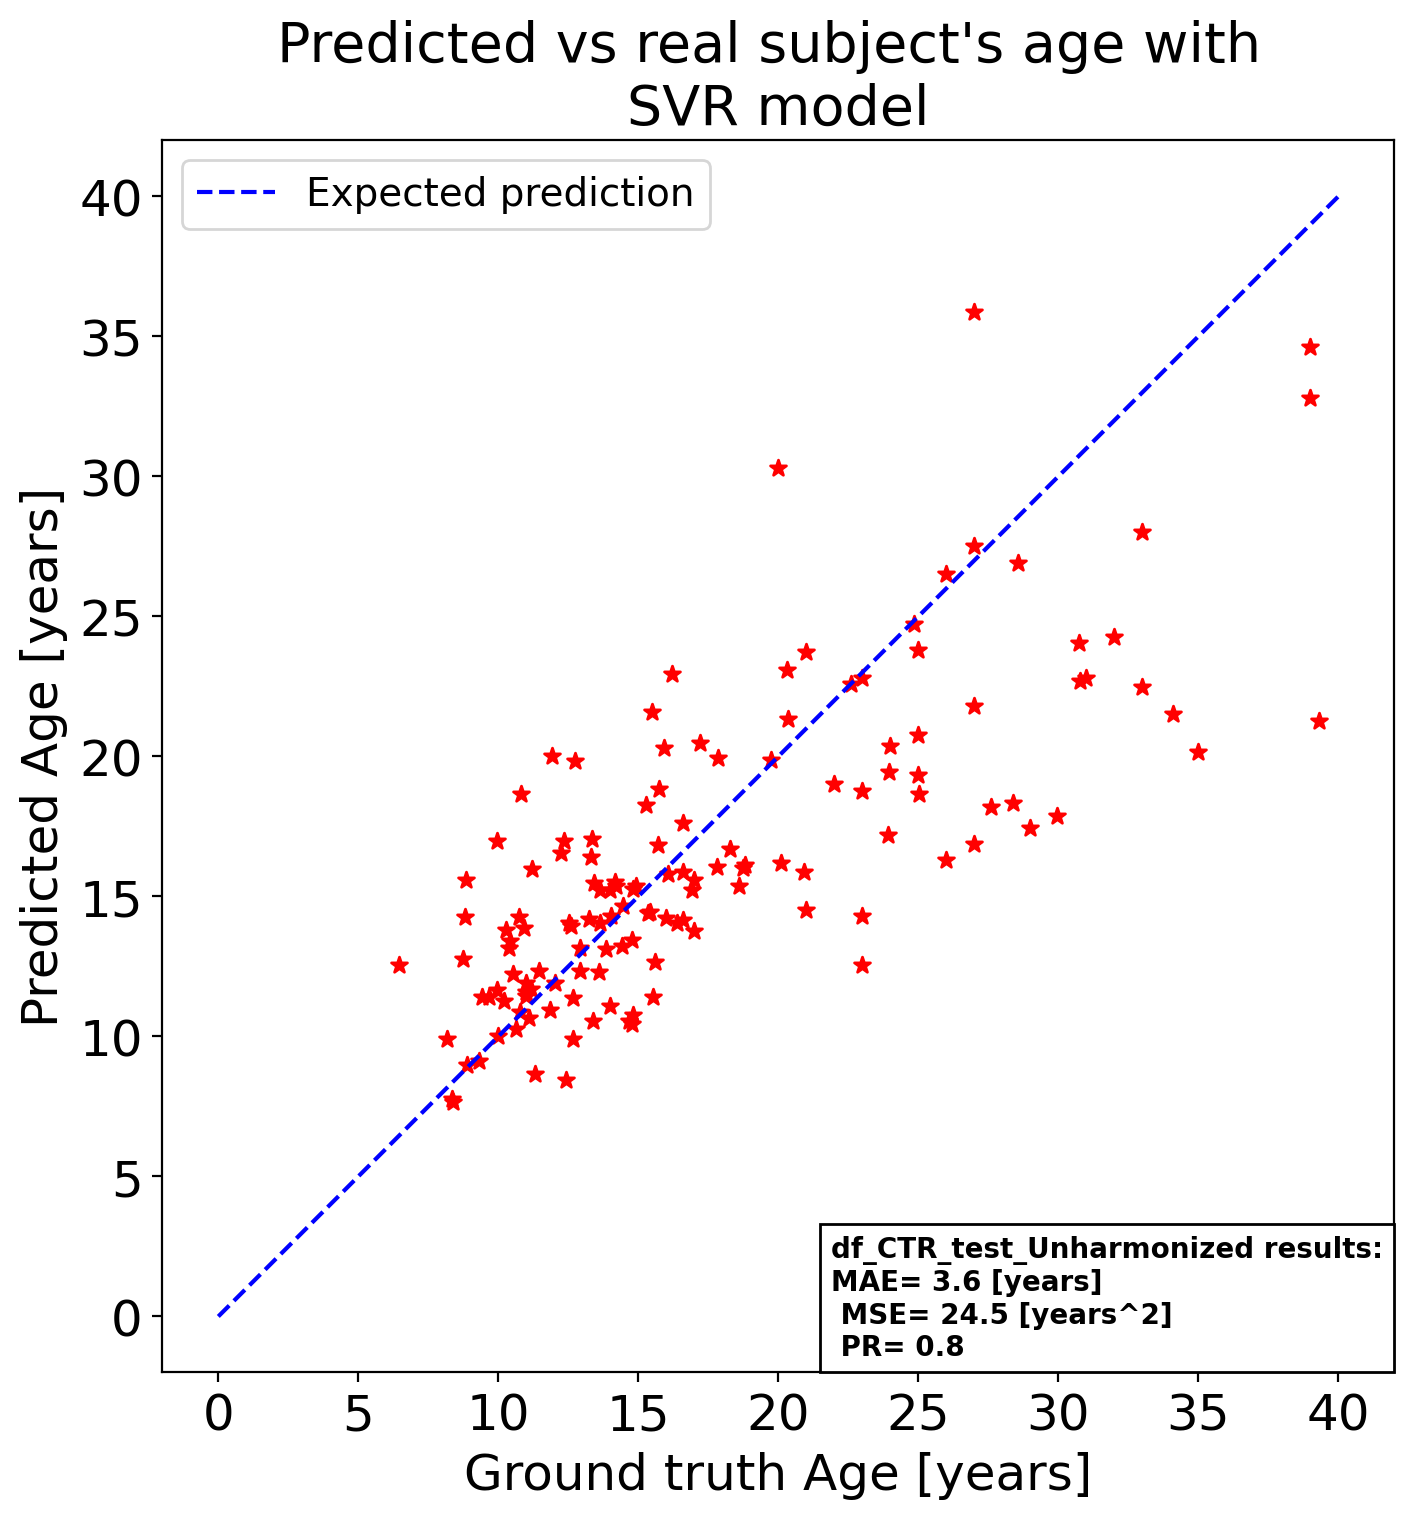 Predicted vs real subject's age with
SVR model
Expected prediction
40
35
30
25
20
15
10
5
0
Predicted Age [years]
df_CTR_test_Unharmonized results:
MAE= 3.6 [years]
MSE= 24.5 [years^2]
PR= 0.8
0 5 10 15 20 25 30 35 40
Ground truth Age [years]